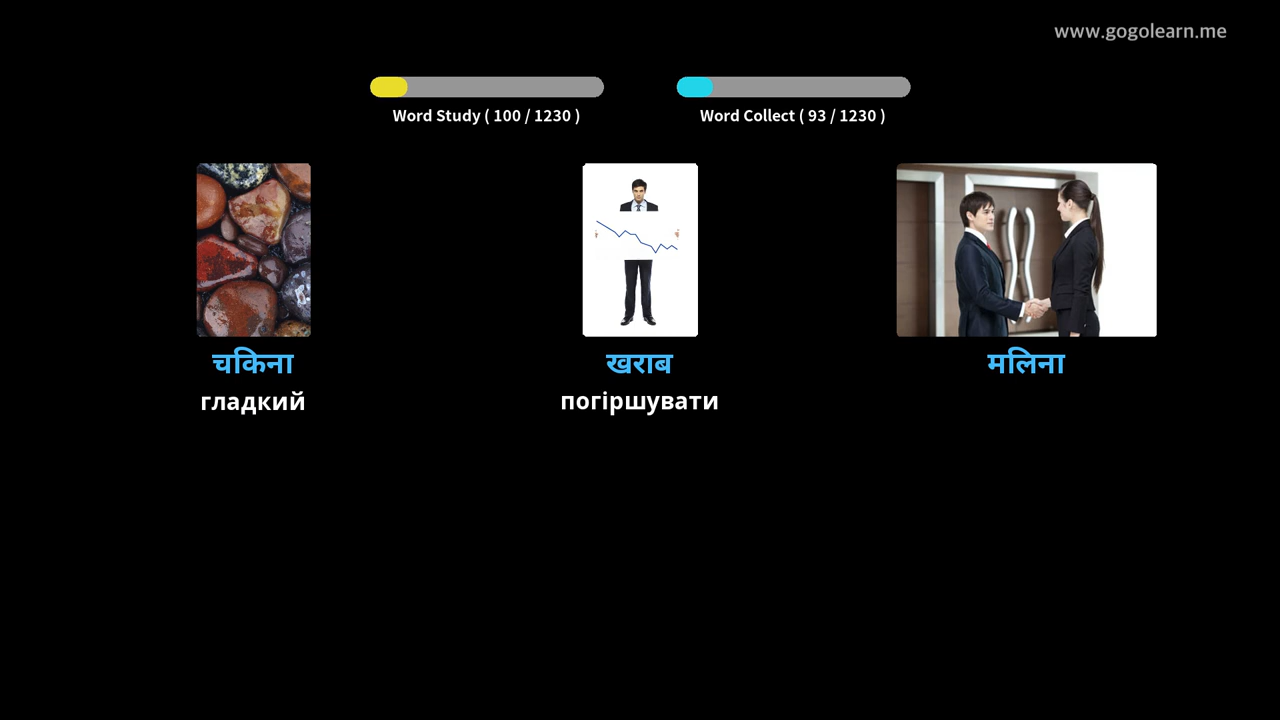 www.gogolearn.me
Word Study ( 100 / 1230 )
Word Collect ( 93 / 1230 )
चकिना
खराब
मलिना
гладкий
погіршувати